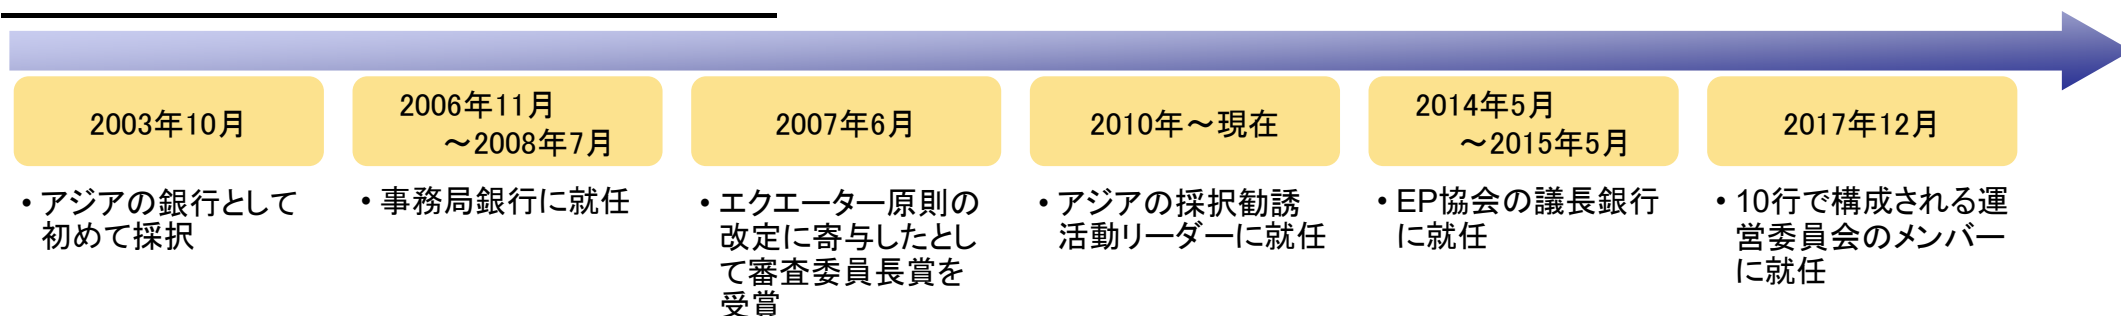 2003年10月
・アジアの銀行として
初めて採択
2006年11月
～2008年7月
・事務局銀行に就任
2007年6月
・エクエーター原則の
改定に寄与したとし
て審査委員長賞を
受賞
2010年～現在
・アジアの採択勧誘
活動リーダーに就任
2014年5月
～2015年5月
・EP協会の議長銀行
に就任
2017年12月
・10行で構成される運
営委員会のメンバー
に就任